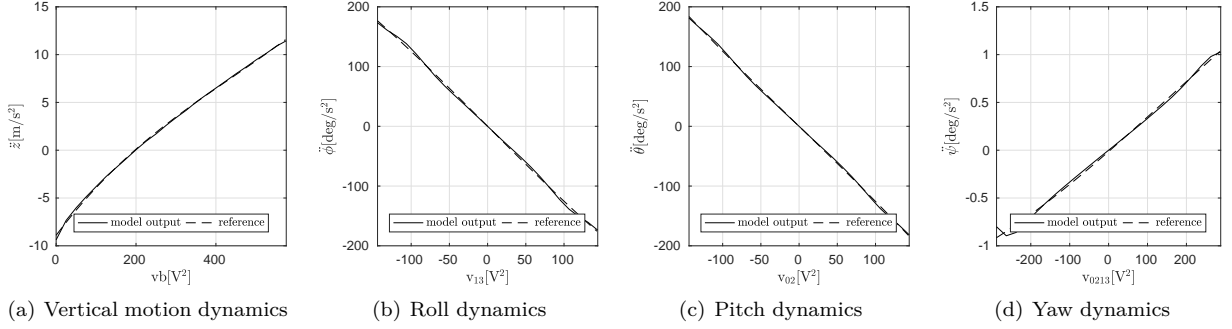 15
10
5
0
-5
-10
z̈[m/s²]
0
200
400
vb[V²]
model output
reference
(a) Vertical motion dynamics
200
100
0
-100
-200
ϕ̈[deg/s²]
-100
-50
0
50
100
v₁₃[V²]
model output
reference
(b) Roll dynamics
200
100
0
-100
200
θ̈[deg/s²]
-100
-50
0
50
100
v₀₂[V²]
model output
reference
(c) Pitch dynamics
1.5
1
0.5
0
-0.5
-1
ψ̈[deg/s²]
-200
-100
0
100
200
v₀₂₁₃[V²]
model output
reference
(d) Yaw dynamics